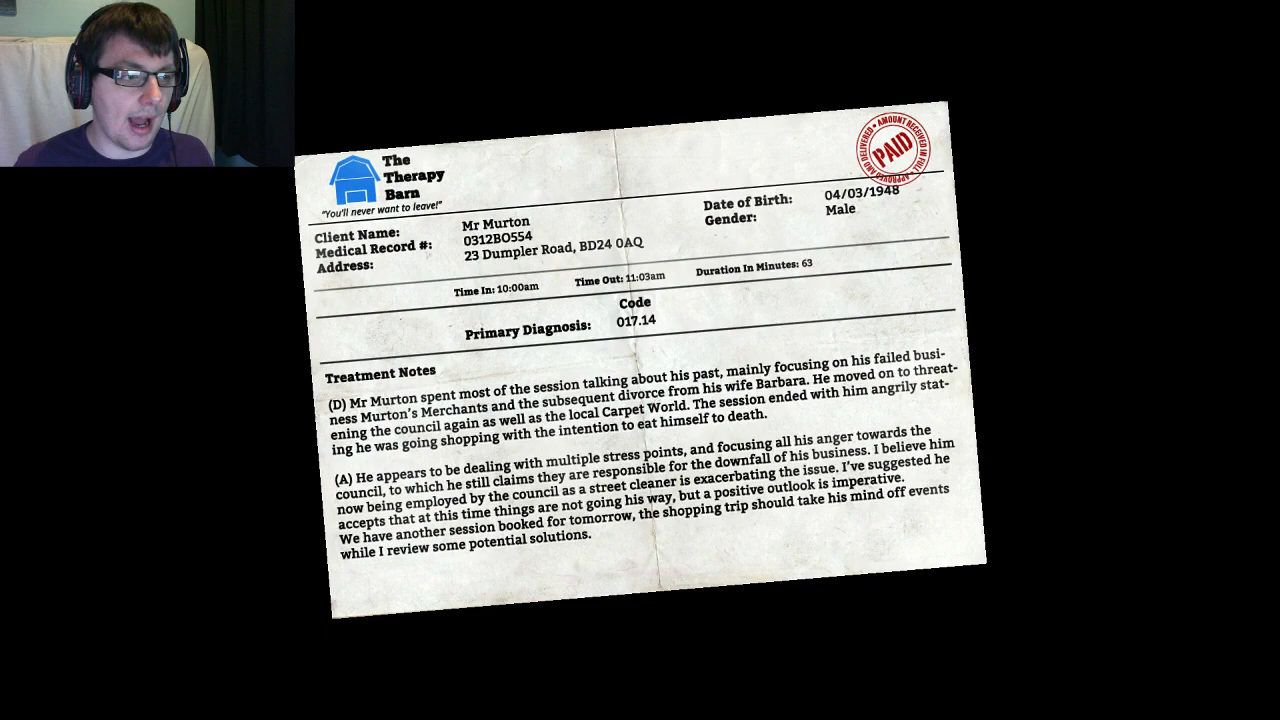 The
Therapy
Barn
"You'll never want to leave!"
AMOUNT RECEIVED IN FULL • APPROVED AND DELIVERED •
PAID
Client Name: Mr Murton Date of Birth: 04/03/1948
Medical Record #: 0312BO554 Gender: Male
Address: 23 Dumpler Road, BD24 0AQ
Time In: 10:00am Time Out: 11:03am Duration In Minutes: 63
Code
Primary Diagnosis: 017.14
Treatment Notes
(D) Mr Murton spent most of the session talking about his past, mainly focusing on his failed busi-
ness Murton's Merchants and the subsequent divorce from his wife Barbara. He moved on to threat-
ening the council again as well as the local Carpet World. The session ended with him angrily stat-
ing he was going shopping with the intention to eat himself to death.
(A) He appears to be dealing with multiple stress points, and focusing all his anger towards the
council, to which he still claims they are responsible for the downfall of his business. I believe him
now being employed by the council as a street cleaner is exacerbating the issue. I've suggested he
accepts that at this time things are not going his way, but a positive outlook is imperative.
We have another session booked for tomorrow, the shopping trip should take his mind off events
while I review some potential solutions.